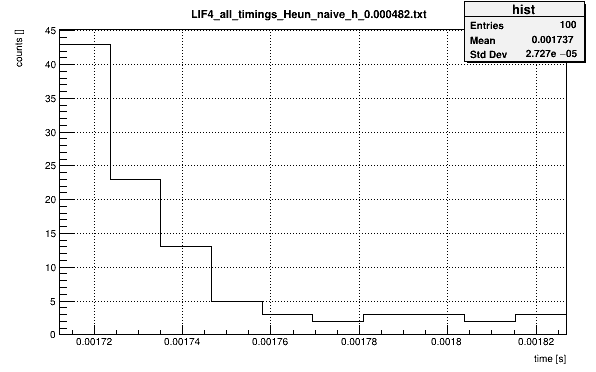 LIF4_all_timings_Heun_naive_h_0.000482.txt
hist
Entries 100
Mean 0.001737
Std Dev 2.727e −05
counts []
45
40
35
30
25
20
15
10
5
0
0.00172 0.00174 0.00176 0.00178 0.0018 0.00182
time [s]